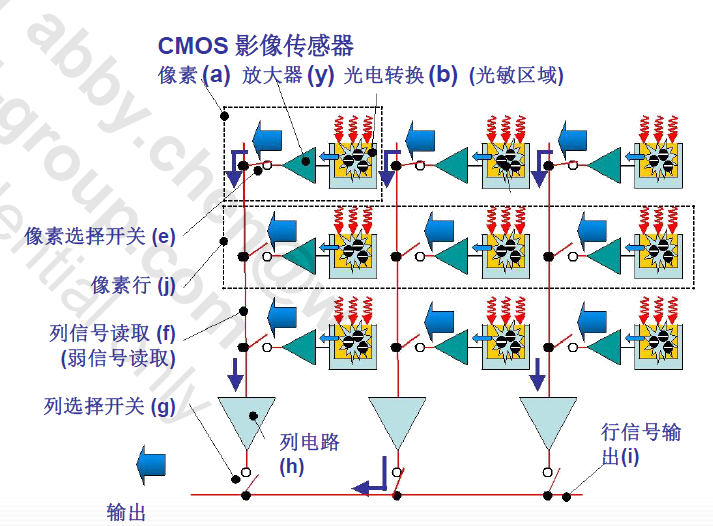 CMOS 影像传感器
像素 (a) 放大器 (y) 光电转换 (b) (光敏区域)
像素选择开关 (e)
像素行 (j)
列信号读取 (f)
(弱信号读取)
列选择开关 (g)
列电路
(h)
行信号输
出(i)
输出
abby.chen@w
group.com